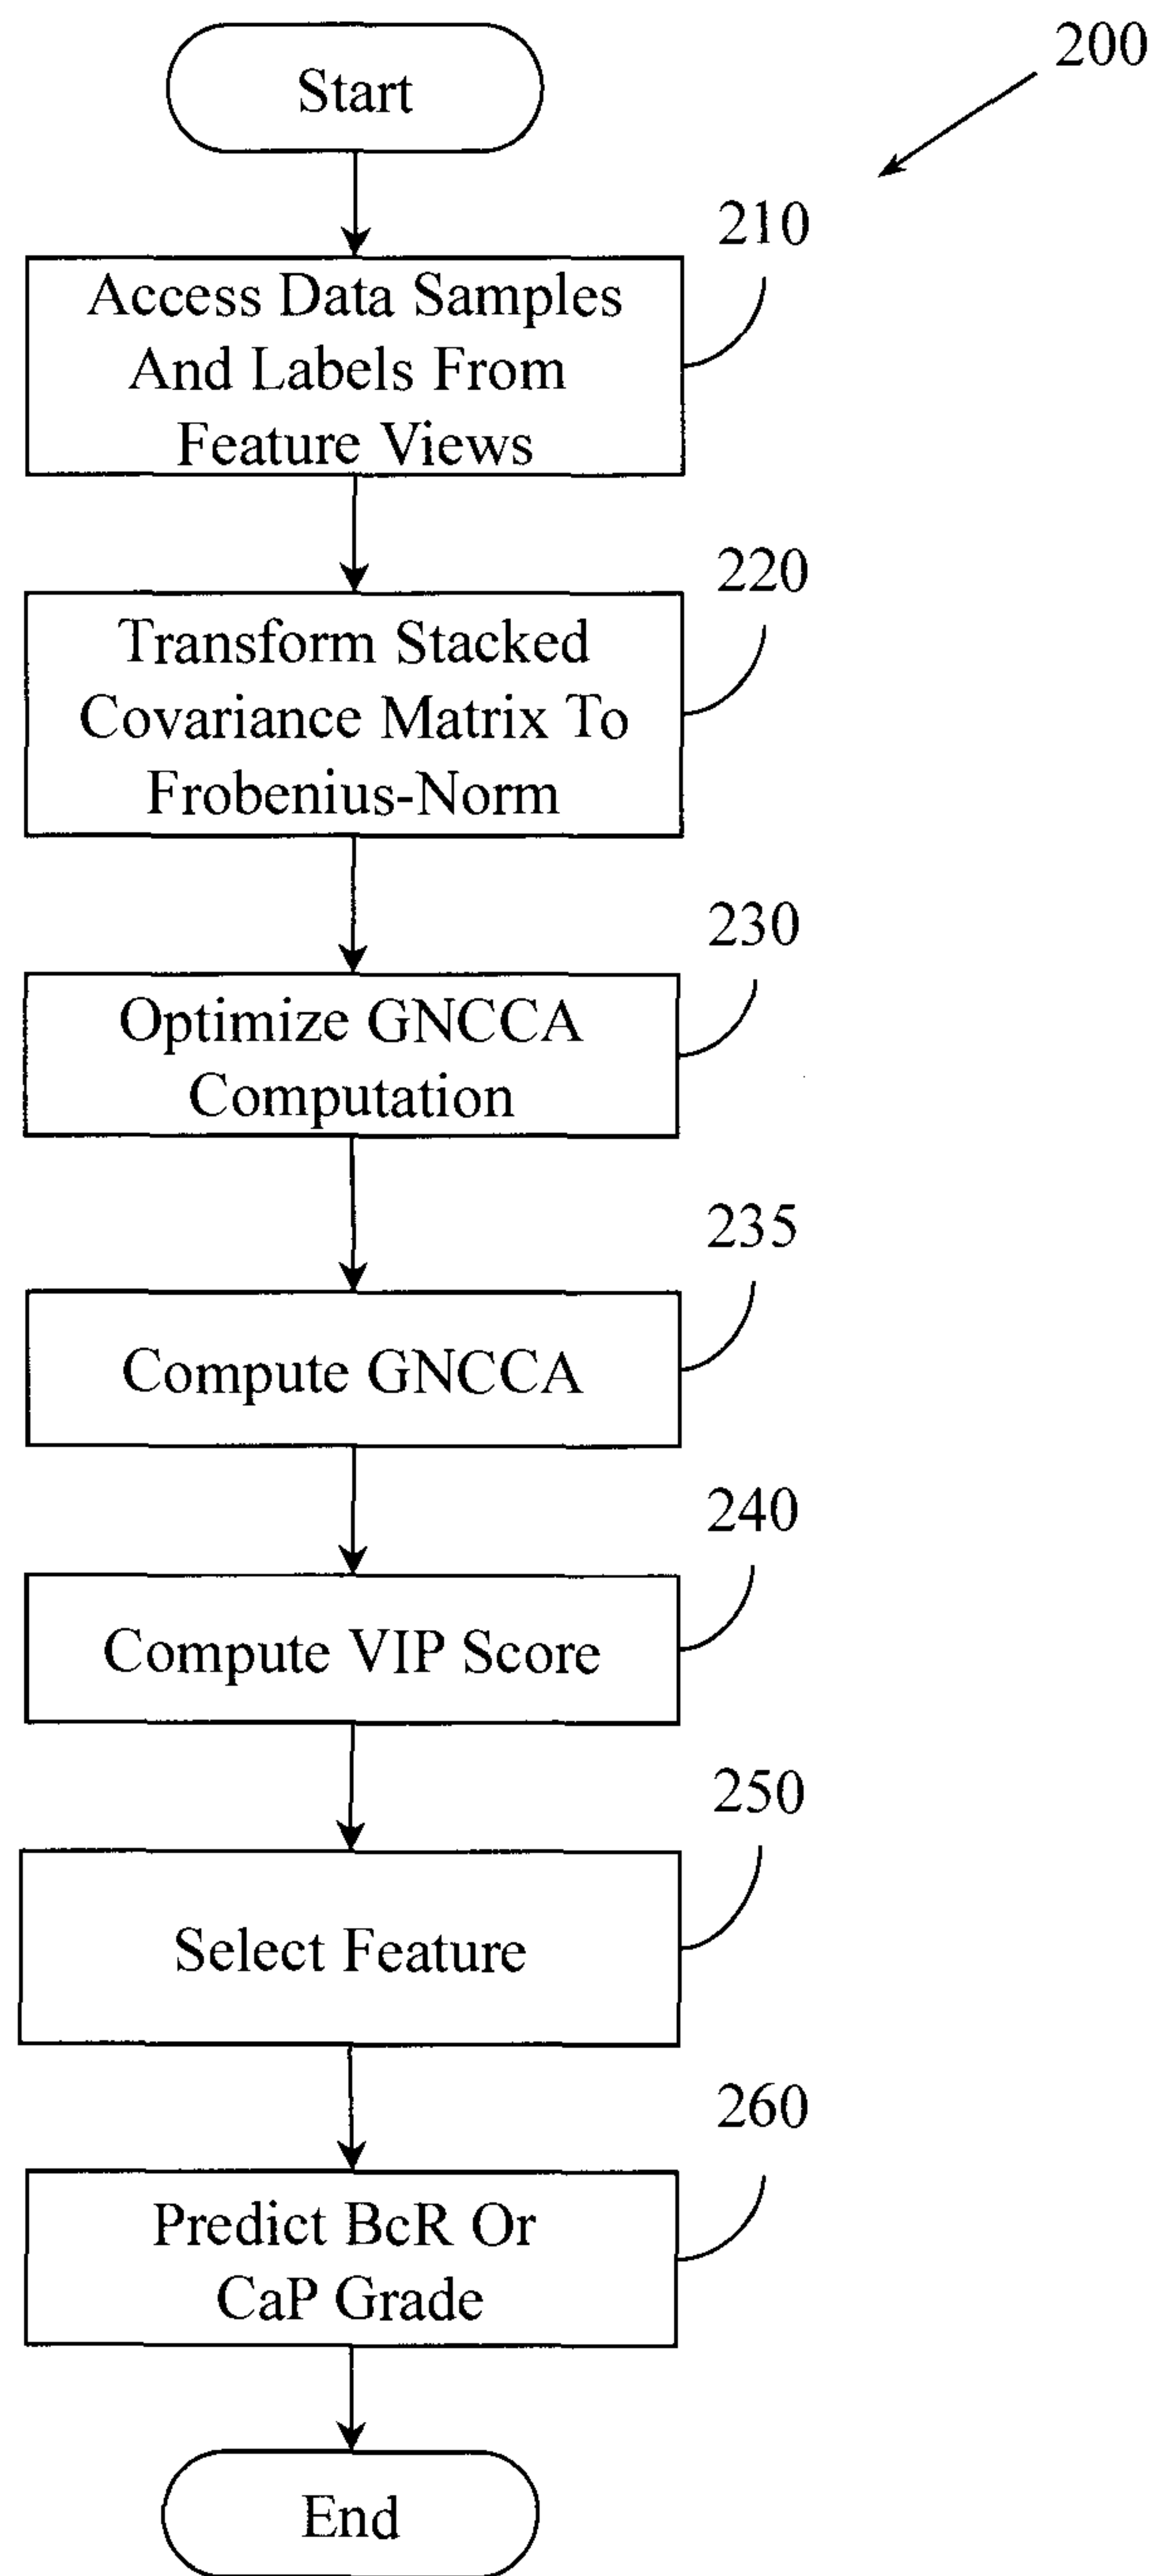 Start
200
210
Access Data Samples
And Labels From
Feature Views
220
Transform Stacked
Covariance Matrix To
Frobenius-Norm
230
Optimize GNCCA
Computation
235
Compute GNCCA
240
Compute VIP Score
250
Select Feature
260
Predict BcR Or
CaP Grade
End